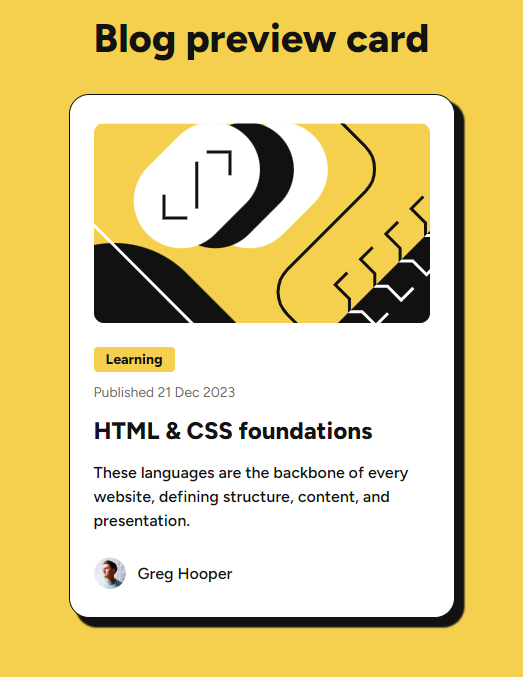 Blog preview card
Learning
Published 21 Dec 2023
HTML & CSS foundations
These languages are the backbone of every
website, defining structure, content, and
presentation.
Greg Hooper